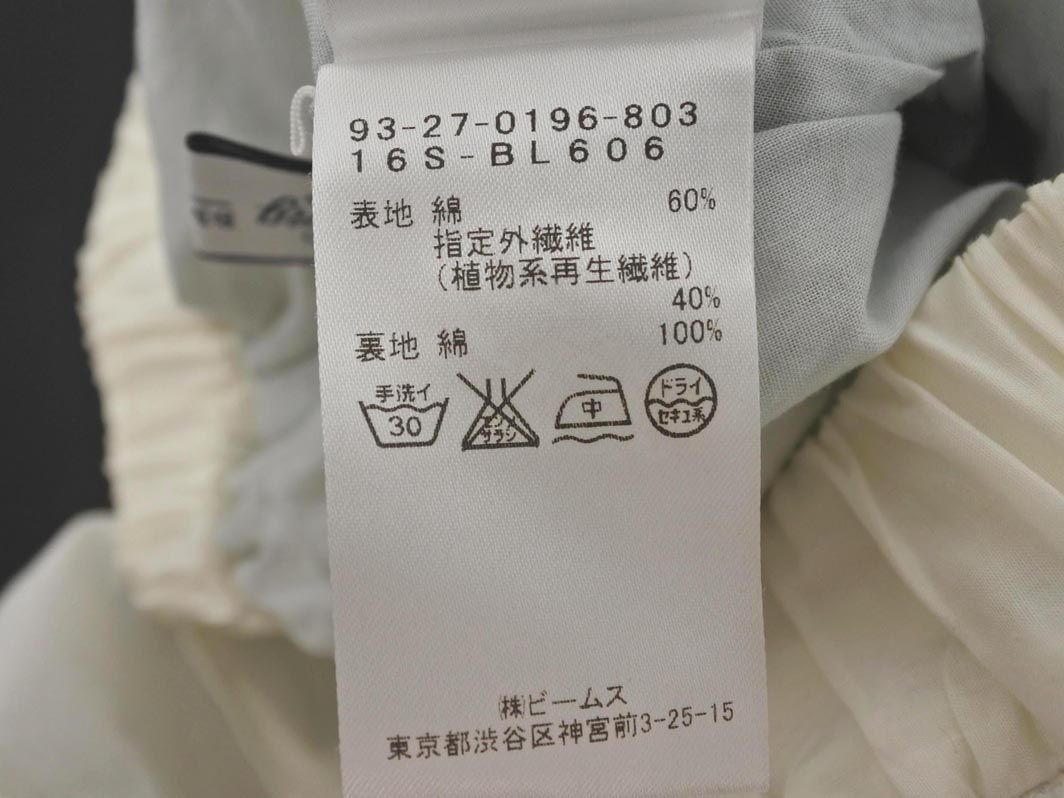 93-27-0196-803
16S-BL606
表地 綿 60%
指定外繊維
(植物系再生繊維)
40%
裏地 綿 100%
手洗イ
30
エンソ
サラシ
中
ドライ
セキユ系
㈱ビームス
東京都渋谷区神宮前3-25-15